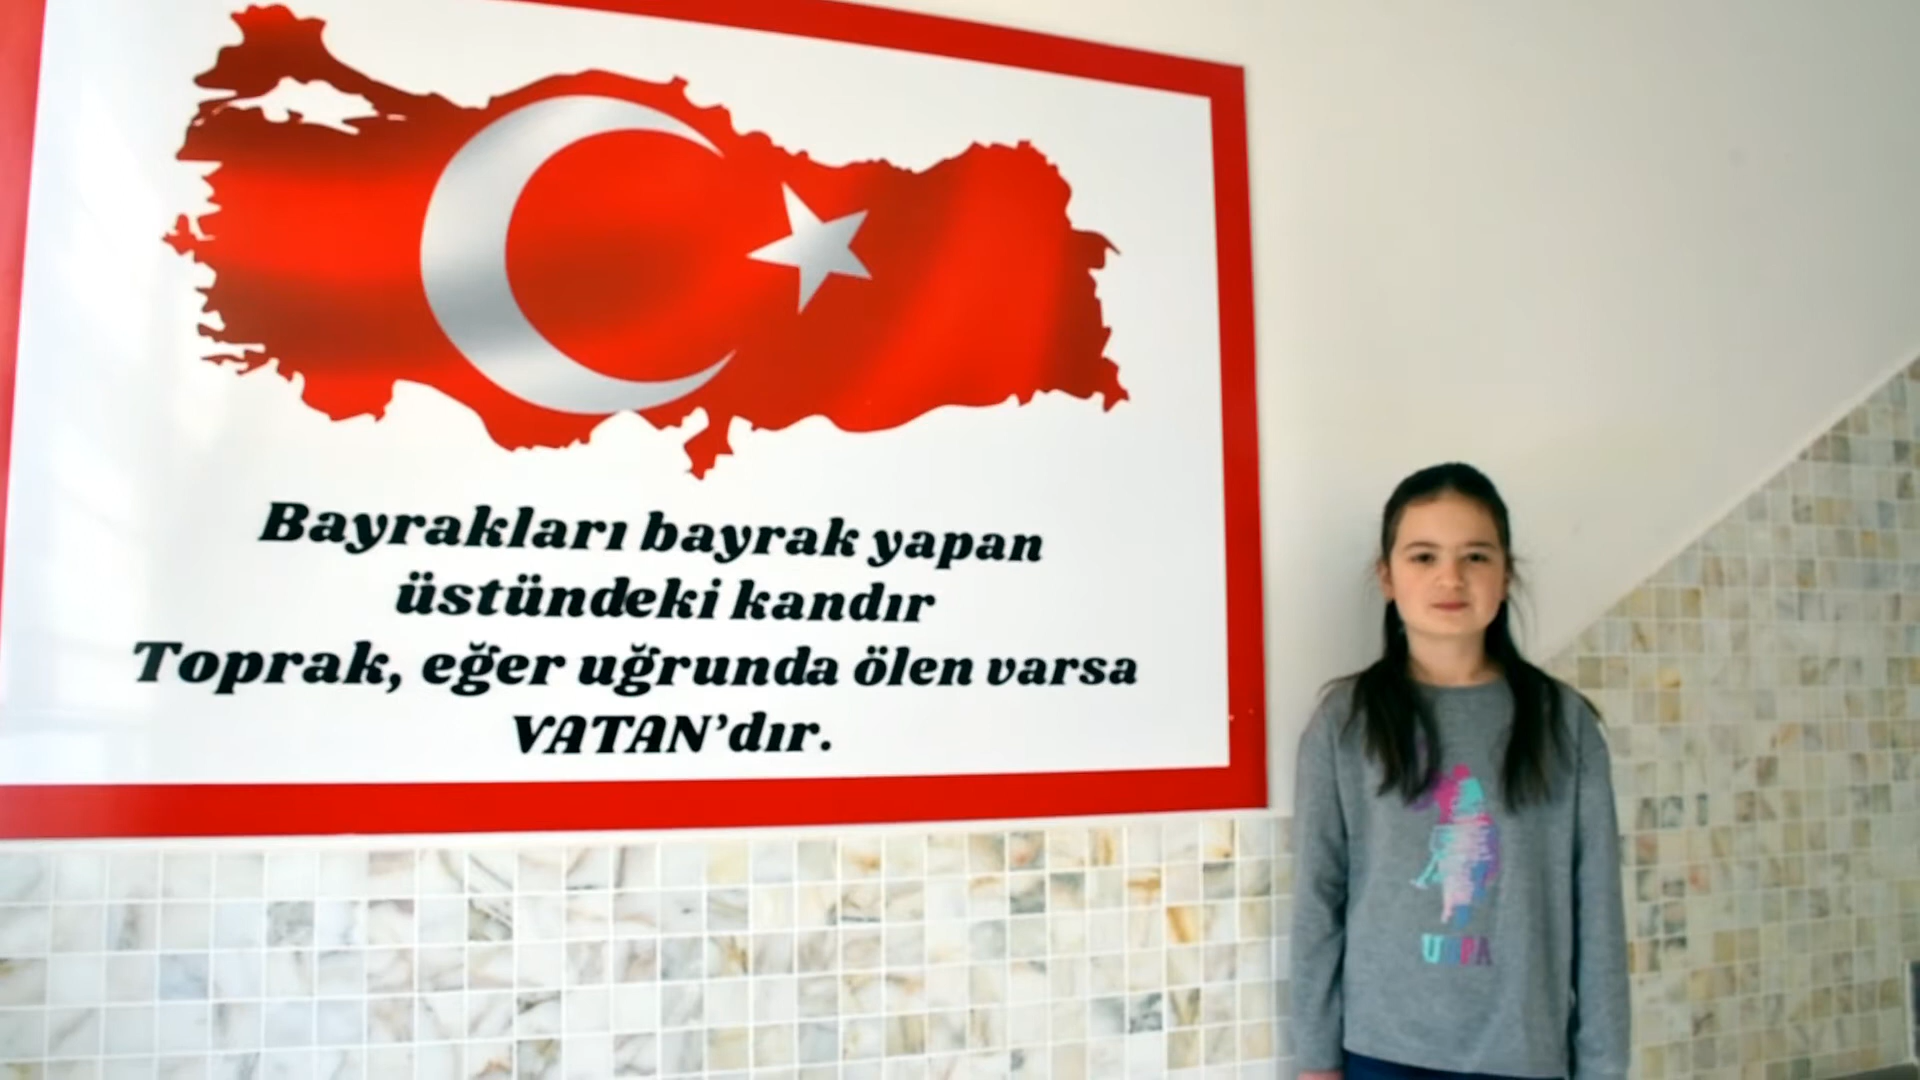 Bayrakları bayrak yapan
üstündeki kandır
Toprak, eğer uğrunda ölen varsa
VATAN'dır.